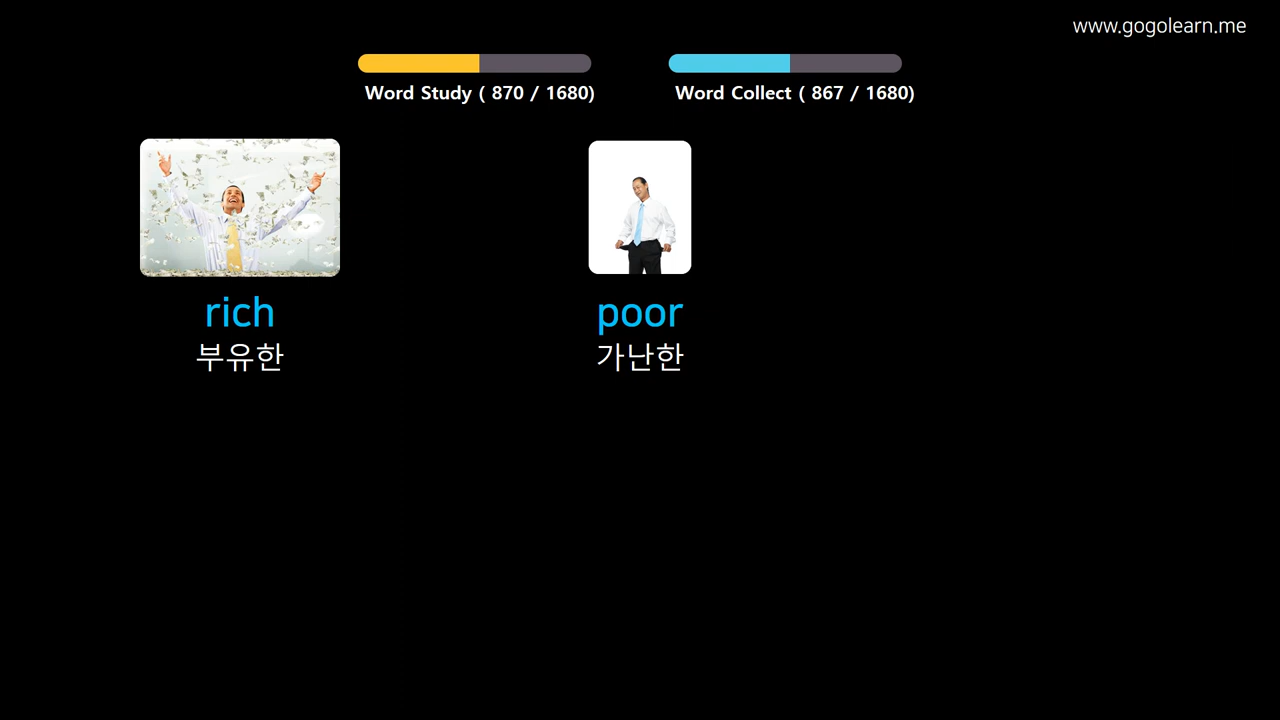 www.gogolearn.me
Word Study ( 870 / 1680)
Word Collect ( 867 / 1680)
rich
부유한
poor
가난한